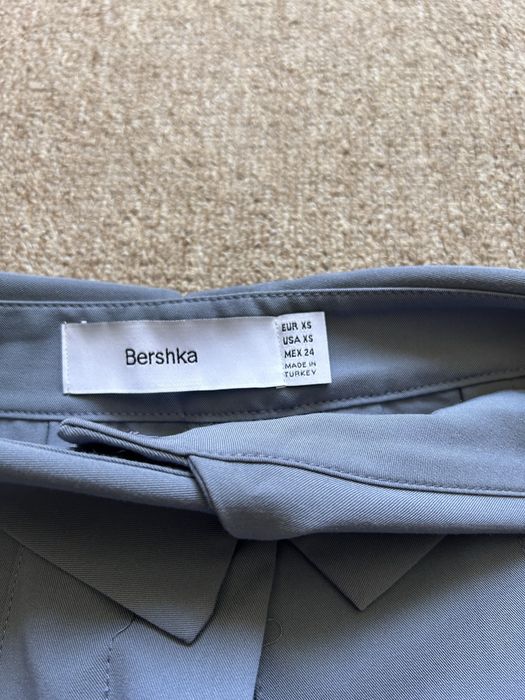 Bershka
EUR XS
USA XS
MEX 24
MADE IN
TURKEY